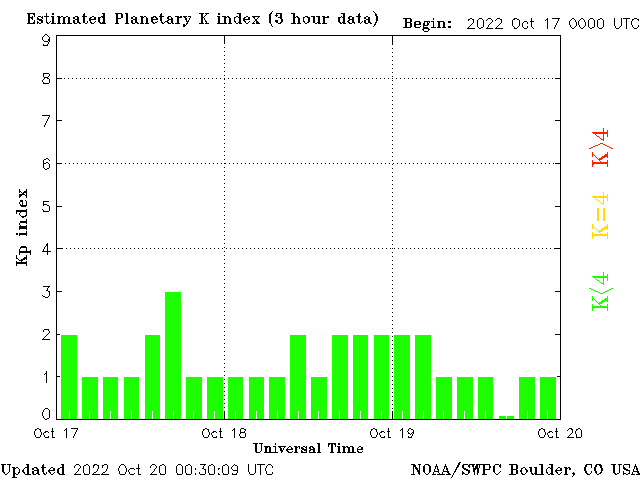 Estimated Planetary K index (3 hour data) Begin: 2022 Oct 17 0000 UTC
9
8
7
6
5
4
3
2
1
0
Kp index
K>4
K=4
K<4
Oct 17 Oct 18 Oct 19 Oct 20
Universal Time
Updated 2022 Oct 20 00:30:09 UTC NOAA/SWPC Boulder, CO USA